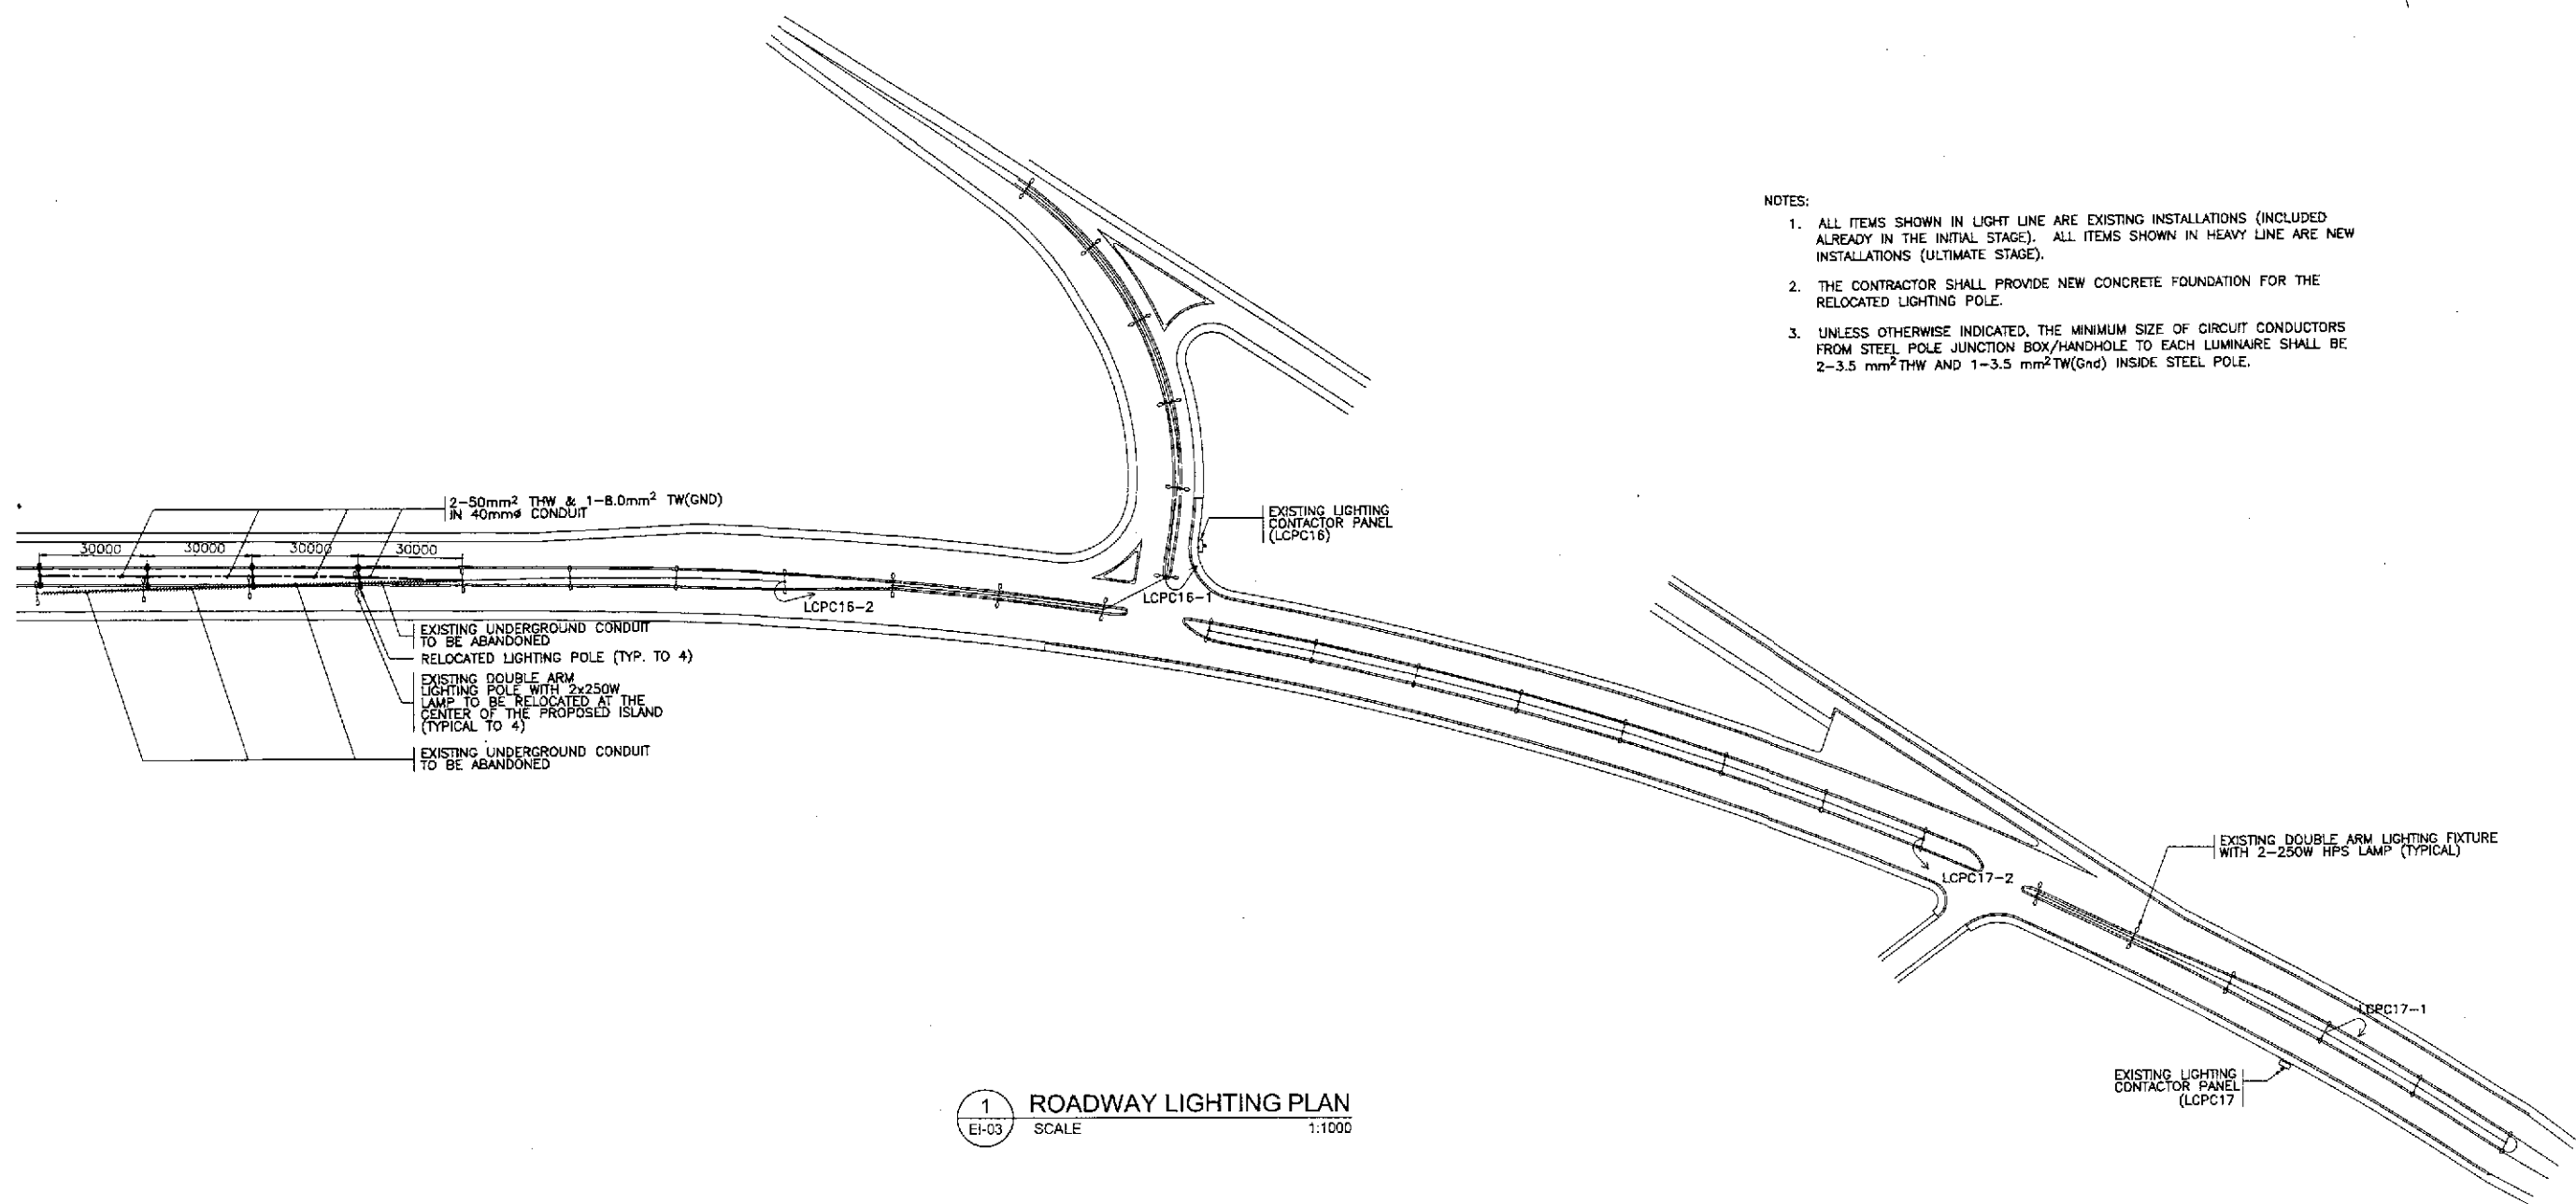 NOTES:
1. ALL ITEMS SHOWN IN LIGHT LINE ARE EXISTING INSTALLATIONS (INCLUDED
ALREADY IN THE INITIAL STAGE). ALL ITEMS SHOWN IN HEAVY LINE ARE NEW
INSTALLATIONS (ULTIMATE STAGE).
2. THE CONTRACTOR SHALL PROVIDE NEW CONCRETE FOUNDATION FOR THE
RELOCATED LIGHTING POLE.
3. UNLESS OTHERWISE INDICATED, THE MINIMUM SIZE OF CIRCUIT CONDUCTORS
FROM STEEL POLE JUNCTION BOX/HANDHOLE TO EACH LUMINAIRE SHALL BE
2-3.5 mm² THW AND 1-3.5 mm² TW(Gnd) INSIDE STEEL POLE.
2-50mm² THW & 1-8.0mm² TW(GND)
IN 40mmø CONDUIT
EXISTING LIGHTING
CONTACTOR PANEL
(LCPC16)
30000
30000
30000
30000
LCPC16-2
LCPC16-1
EXISTING UNDERGROUND CONDUIT
TO BE ABANDONED
RELOCATED LIGHTING POLE (TYP. TO 4)
EXISTING DOUBLE ARM
LIGHTING POLE WITH 2x250W
LAMP TO BE RELOCATED AT THE
CENTER OF THE PROPOSED ISLAND
(TYPICAL TO 4)
EXISTING UNDERGROUND CONDUIT
TO BE ABANDONED
EXISTING DOUBLE ARM LIGHTING FIXTURE
WITH 2-250W HPS LAMP (TYPICAL)
LCPC17-2
LCPC17-1
EXISTING LIGHTING
CONTACTOR PANEL
(LCPC17
1
EI-03
ROADWAY LIGHTING PLAN
SCALE 1:1000